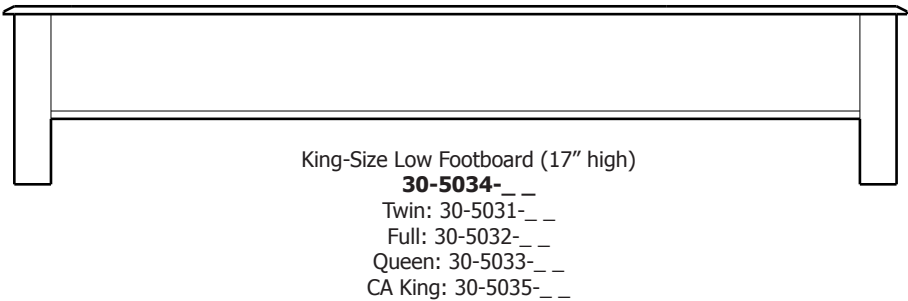 King-Size Low Footboard (17” high)
30-5034-_ _
Twin: 30-5031-_ _
Full: 30-5032-_ _
Queen: 30-5033-_ _
CA King: 30-5035-_ _